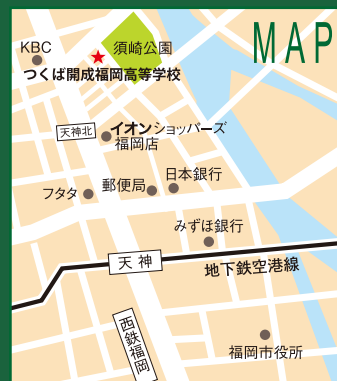 MAP
KBC
須崎公園
つくば開成福岡高等学校
天神北
イオンショッパーズ
福岡店
日本銀行
郵便局
フタタ
みずほ銀行
天神
地下鉄空港線
西鉄福岡
福岡市役所